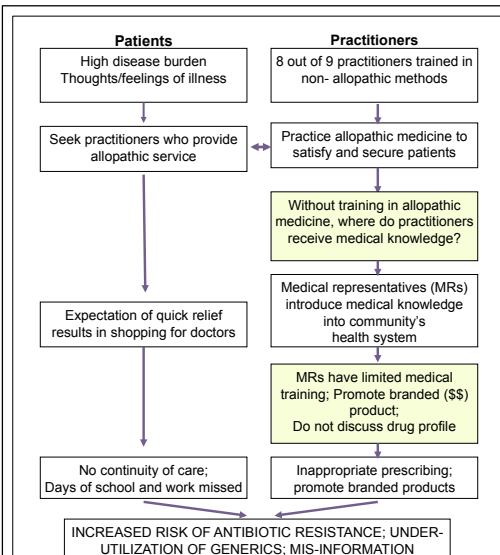 Patients
High disease burden
Thoughts/feelings of illness
Seek practitioners who provide
allopathic service
Expectation of quick relief
results in shopping for doctors
No continuity of care;
Days of school and work missed
Practitioners
8 out of 9 practitioners trained in
non- allopathic methods
Practice allopathic medicine to
satisfy and secure patients
Without training in allopathic
medicine, where do practitioners
receive medical knowledge?
Medical representatives (MRs)
introduce medical knowledge
into community's
health system
MRs have limited medical
training; Promote branded ($$)
product;
Do not discuss drug profile
Inappropriate prescribing;
promote branded products
INCREASED RISK OF ANTIBIOTIC RESISTANCE; UNDER-
UTILIZATION OF GENERICS; MIS-INFORMATION